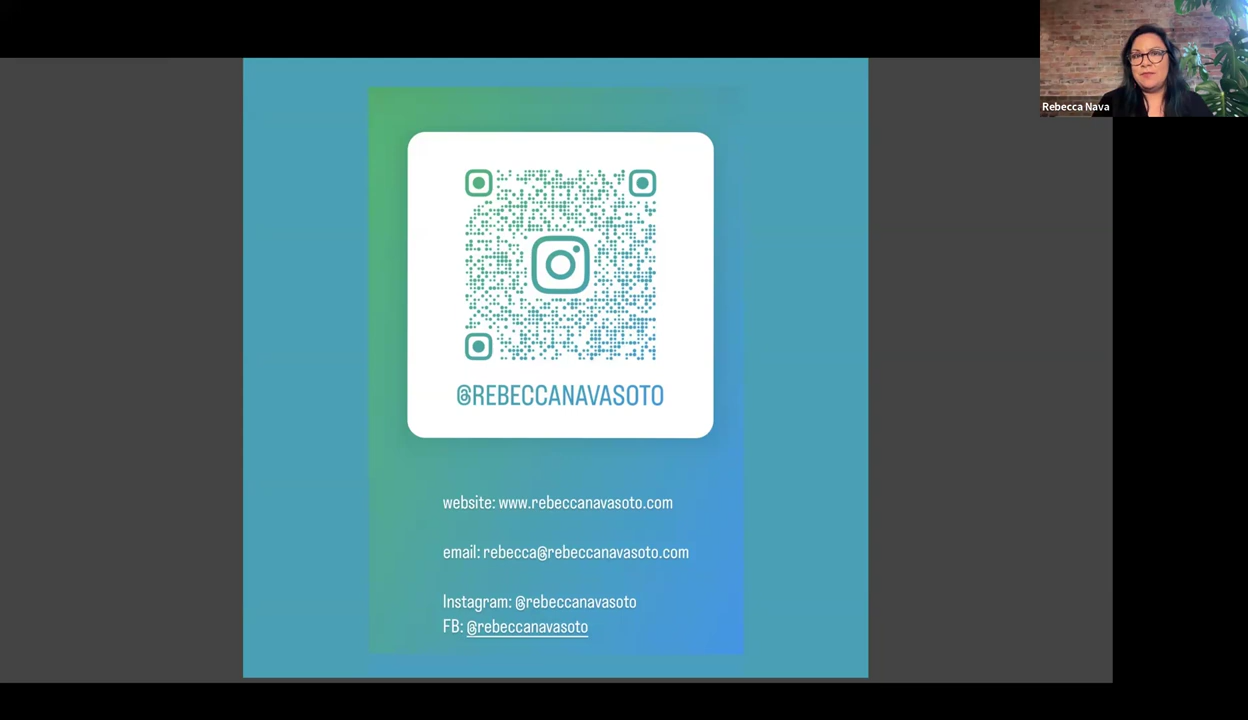 Rebecca Nava
@REBECCANAVASOTO
website: www.rebeccanavasoto.com
email: rebecca@rebeccanavasoto.com
Instagram: @rebeccanavasoto
FB: @rebeccanavasoto